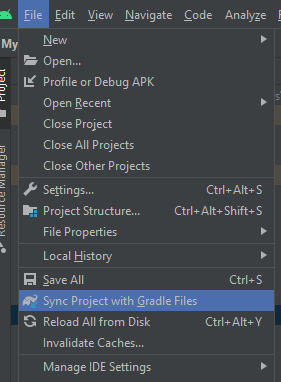 File Edit View Navigate Code Analyze
My
New
Open...
Profile or Debug APK
Open Recent
Close Project
Close All Projects
Close Other Projects
Settings... Ctrl+Alt+S
Project Structure... Ctrl+Alt+Shift+S
File Properties
Local History
Save All Ctrl+S
Sync Project with Gradle Files
Reload All from Disk Ctrl+Alt+Y
Invalidate Caches...
Manage IDE Settings
Project
Resource Manager